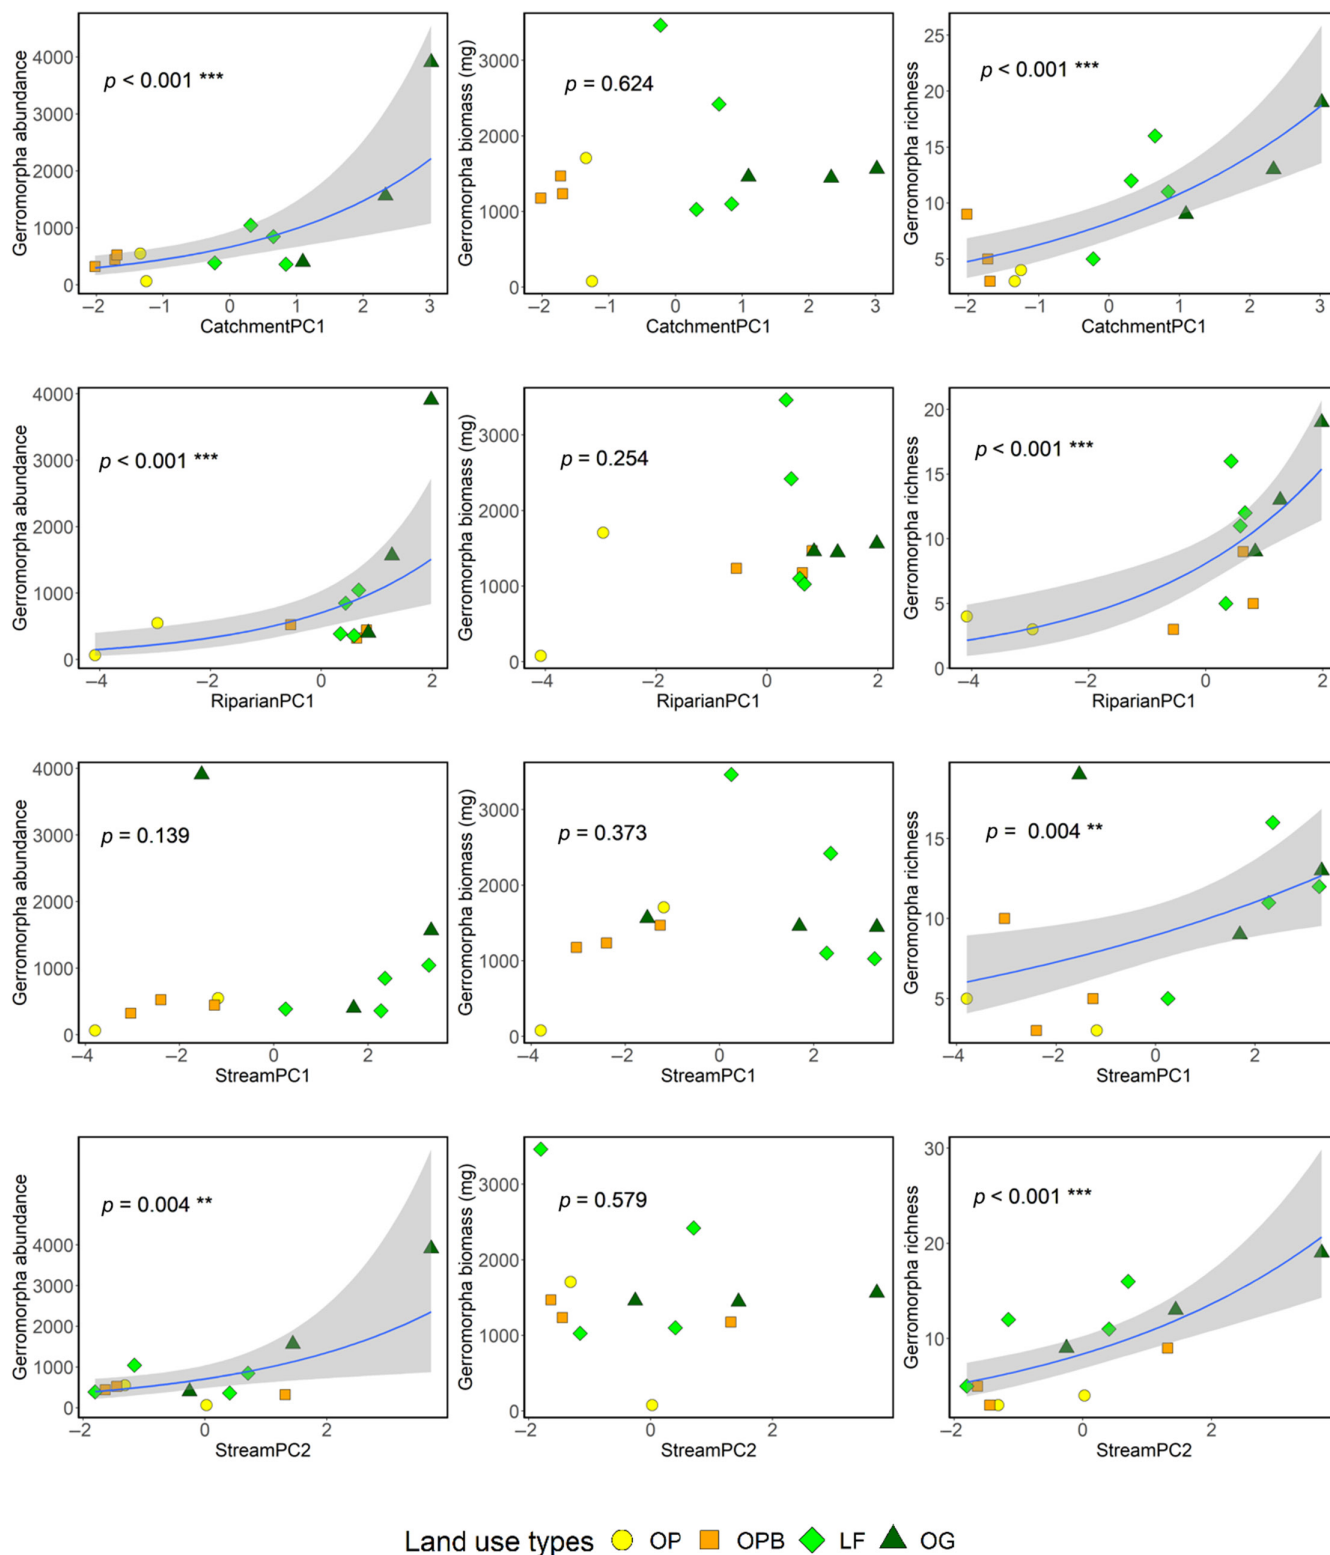 Gerromorpha abundance
4000
3000
2000
1000
0
p < 0.001 ***
−2 −1 0 1 2 3
CatchmentPC1
Gerromorpha biomass (mg)
3000
2000
1000
0
p = 0.624
−2 −1 0 1 2 3
CatchmentPC1
Gerromorpha richness
25
20
15
10
5
p < 0.001 ***
−2 −1 0 1 2 3
CatchmentPC1
Gerromorpha abundance
4000
3000
2000
1000
0
p < 0.001 ***
−4 −2 0 2
RiparianPC1
Gerromorpha biomass (mg)
3000
2000
1000
0
p = 0.254
−4 −2 0 2
RiparianPC1
Gerromorpha richness
20
15
10
5
0
p < 0.001 ***
−4 −2 0 2
RiparianPC1
Gerromorpha abundance
4000
3000
2000
1000
0
p = 0.139
−4 −2 0 2
StreamPC1
Gerromorpha biomass (mg)
3000
2000
1000
0
p = 0.373
−4 −2 0 2
StreamPC1
Gerromorpha richness
15
10
5
p = 0.004 **
−4 −2 0 2
StreamPC1
Gerromorpha abundance
4000
3000
2000
1000
0
p = 0.004 **
−2 0 2
StreamPC2
Gerromorpha biomass (mg)
3000
2000
1000
0
p = 0.579
−2 0 2
StreamPC2
Gerromorpha richness
30
20
10
p < 0.001 ***
−2 0 2
StreamPC2
Land use types OP OPB LF OG